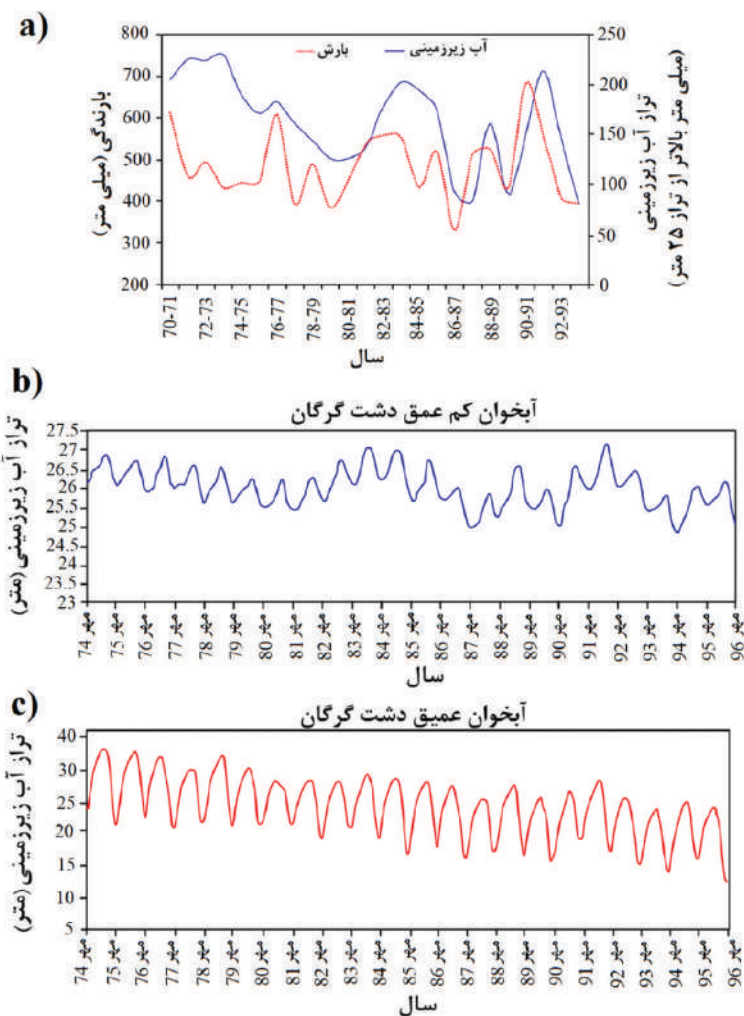 a)
بارش
آب زیرزمینی
بارندگی (میلی متر)
800
700
600
500
400
300
200
250
200
150
100
50
0
تراز آب زیرزمینی
(میلی متر بالاتر از تراز ۲۵ متر)
70-71
72-73
74-75
76-77
78-79
80-81
82-83
84-85
86-87
88-89
90-91
92-93
سال
b)
آبخوان کم عمق دشت گرگان
تراز آب زیرزمینی (متر)
27.5
27
26.5
26
25.5
25
24.5
24
23.5
23
مهر 74
مهر 75
مهر 76
مهر 77
مهر 78
مهر 79
مهر 80
مهر 81
مهر 82
مهر 83
مهر 84
مهر 85
مهر 86
مهر 87
مهر 88
مهر 89
مهر 90
مهر 91
مهر 92
مهر 93
مهر 94
مهر 95
مهر 96
سال
c)
آبخوان عمیق دشت گرگان
تراز آب زیرزمینی (متر)
40
30
25
20
15
10
5
مهر 74
مهر 75
مهر 76
مهر 77
مهر 78
مهر 79
مهر 80
مهر 81
مهر 82
مهر 83
مهر 84
مهر 85
مهر 86
مهر 87
مهر 88
مهر 89
مهر 90
مهر 91
مهر 92
مهر 93
مهر 94
مهر 95
مهر 96
سال